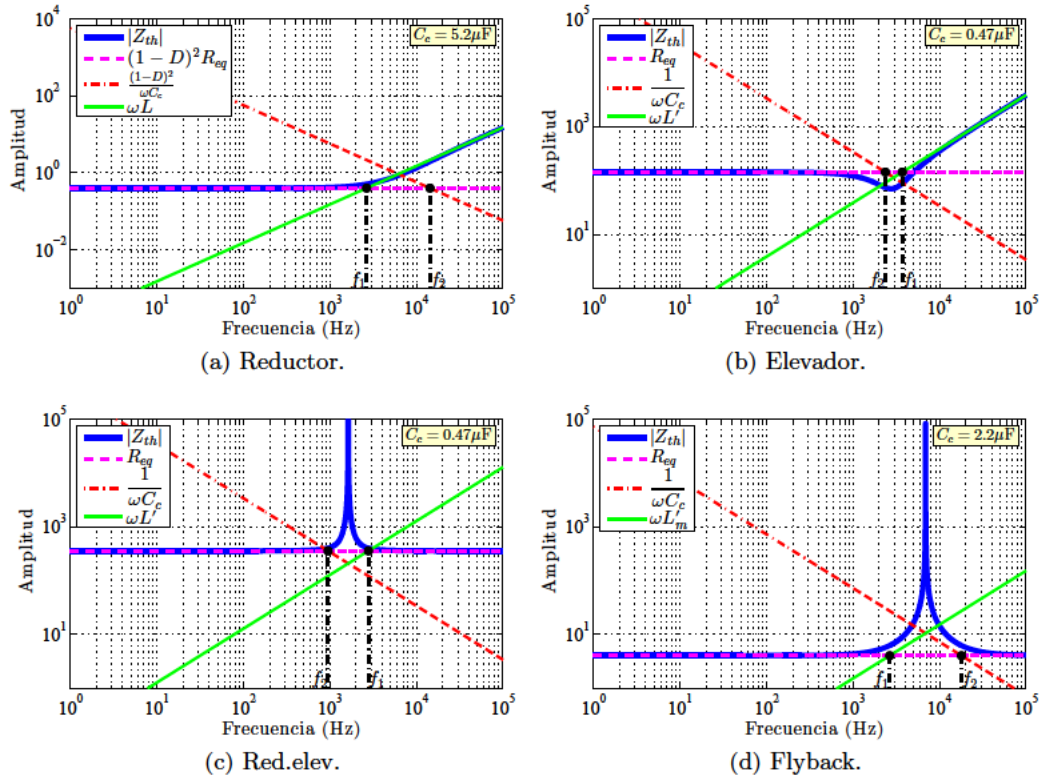 10^5
10^4
10^2
10^0
10^-2
Amplitud
|Z_th|
(1 − D)^2 R_eq
(1−D)^2
ωC_c
ωL
C_c = 5.2μF
f_1
f_2
10^0 10^1 10^2 10^3 10^4 10^5
Frecuencia (Hz)
(a) Reductor.
10^5
10^3
10^1
Amplitud
|Z_th|
R_eq
1
ωC_c
ωL'
C_c = 0.47μF
f_2
f_1
10^0 10^1 10^2 10^3 10^4 10^5
Frecuencia (Hz)
(b) Elevador.
10^5
10^3
10^1
Amplitud
|Z_th|
R_eq
1
ωC_c
ωL'
C_c = 0.47μF
f_2
f_1
10^0 10^1 10^2 10^3 10^4 10^5
Frecuencia (Hz)
(c) Red.elev.
10^5
10^3
10^1
Amplitud
|Z_th|
R_eq
1
ωC_c
ωL'_m
C_c = 2.2μF
f_1
f_2
10^0 10^1 10^2 10^3 10^4 10^5
Frecuencia (Hz)
(d) Flyback.